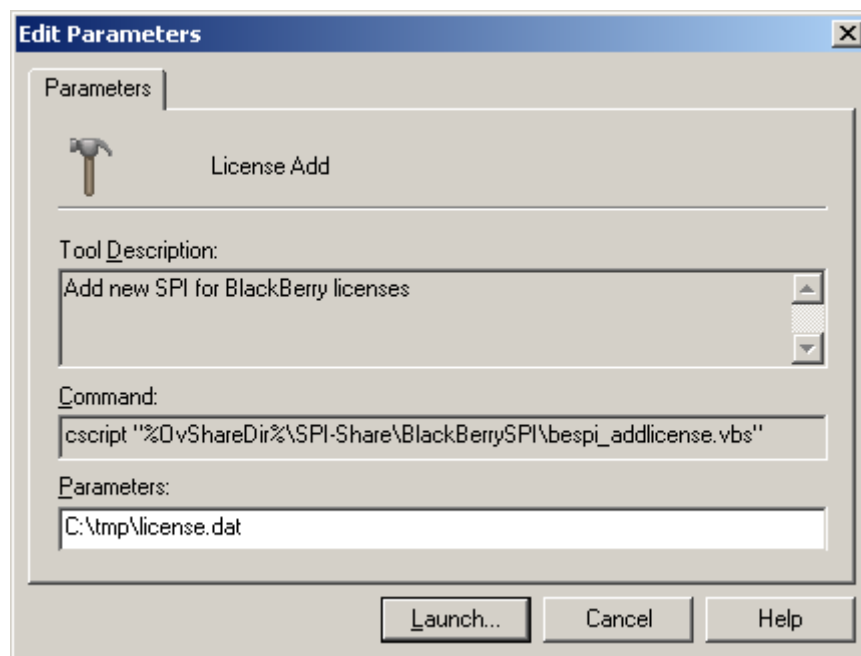 Edit Parameters
Parameters
License Add
Tool Description:
Add new SPI for BlackBerry licenses
Command:
cscript "%OvShareDir%\SPI-Share\BlackBerrySPI\bespi_addlicense.vbs"
Parameters:
C:\tmp\license.dat
Launch... Cancel Help